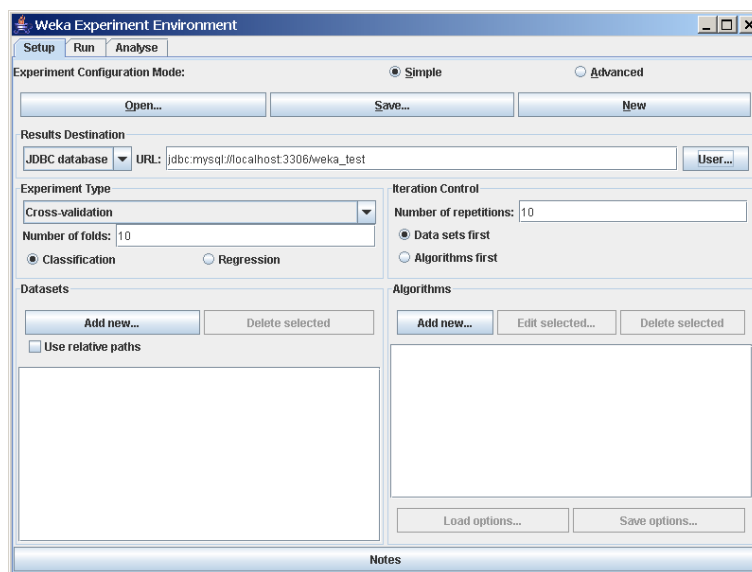 Weka Experiment Environment
Setup Run Analyse
Experiment Configuration Mode: Simple Advanced
Open... Save... New
Results Destination
JDBC database URL: jdbc:mysql://localhost:3306/weka_test User...
Experiment Type
Cross-validation
Number of folds: 10
Classification Regression
Iteration Control
Number of repetitions: 10
Data sets first
Algorithms first
Datasets
Add new... Delete selected
Use relative paths
Algorithms
Add new... Edit selected... Delete selected
Load options... Save options...
Notes